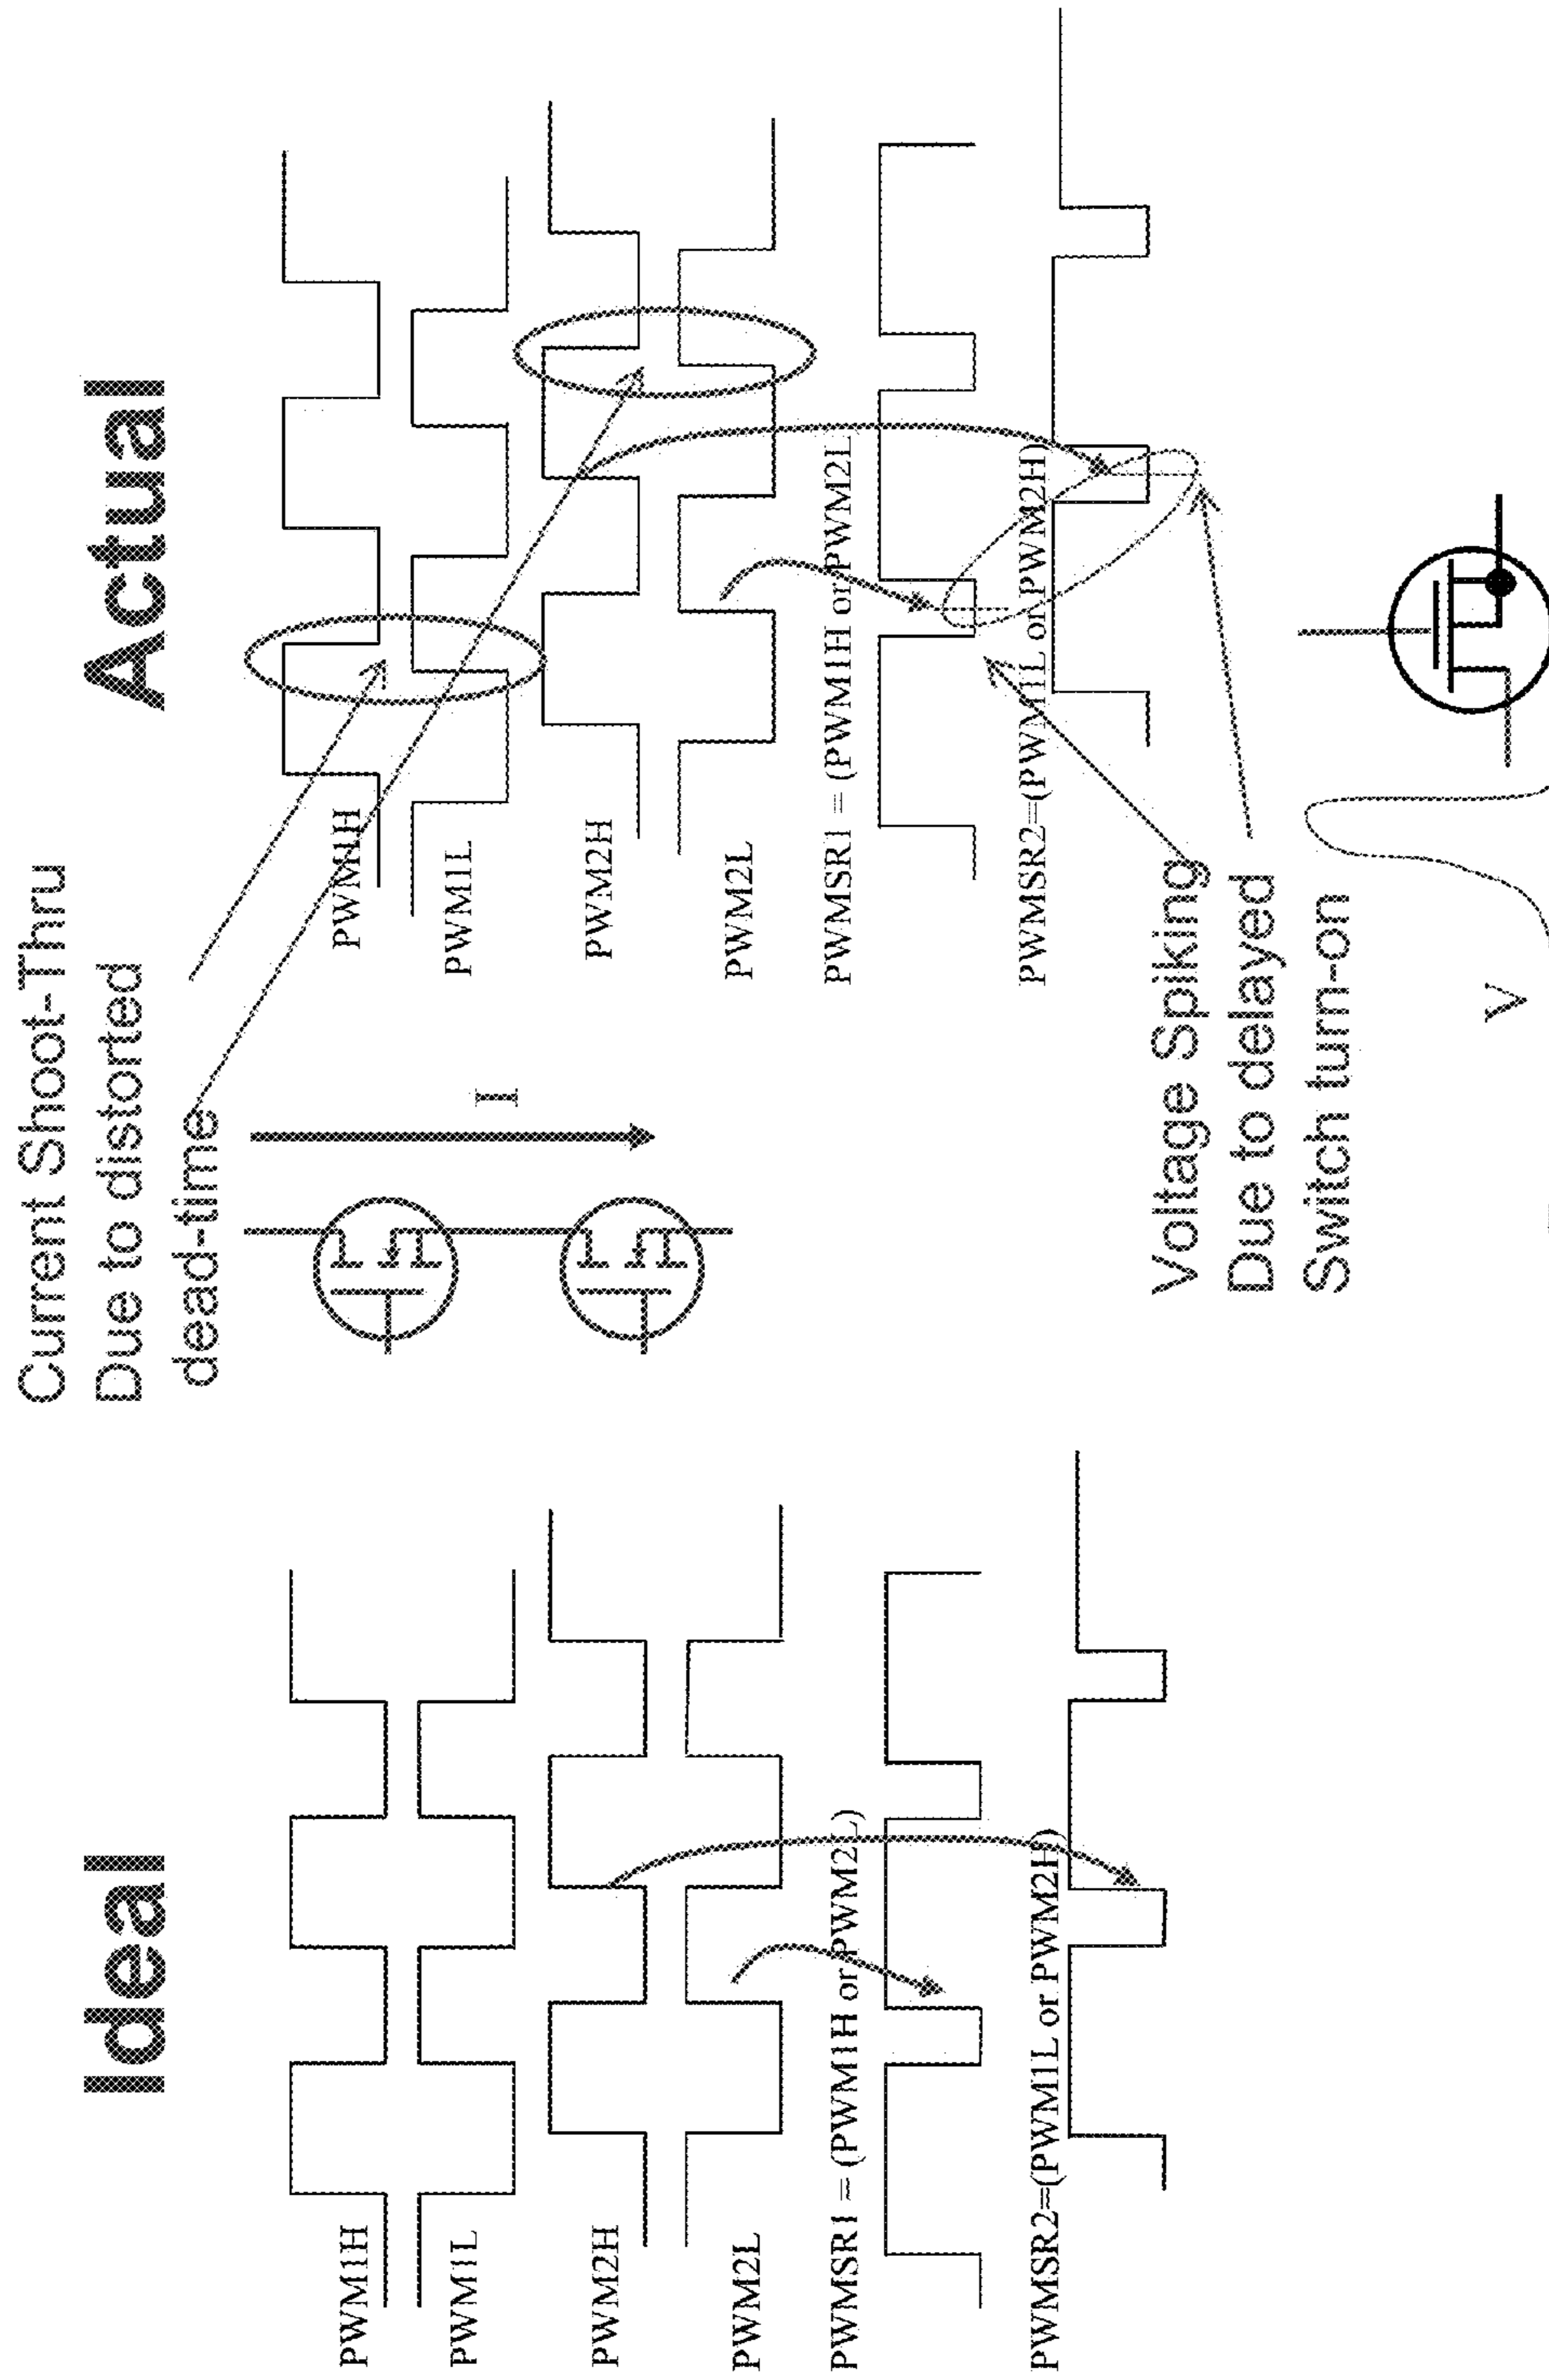 Ideal
PWM1H
PWM1L
PWM2H
PWM2L
PWMSR1 = (PWM1H or PWM2L)
PWMSR2=(PWM1L or PWM2H)
Actual
Current Shoot-Thru
Due to distorted
dead-time
I
PWM1H
PWM1L
PWM2H
PWM2L
PWMSR1 = (PWM1H or PWM2L
PWMSR2=(PWM1L or PWM2H)
Voltage Spiking
Due to delayed
Switch turn-on
V